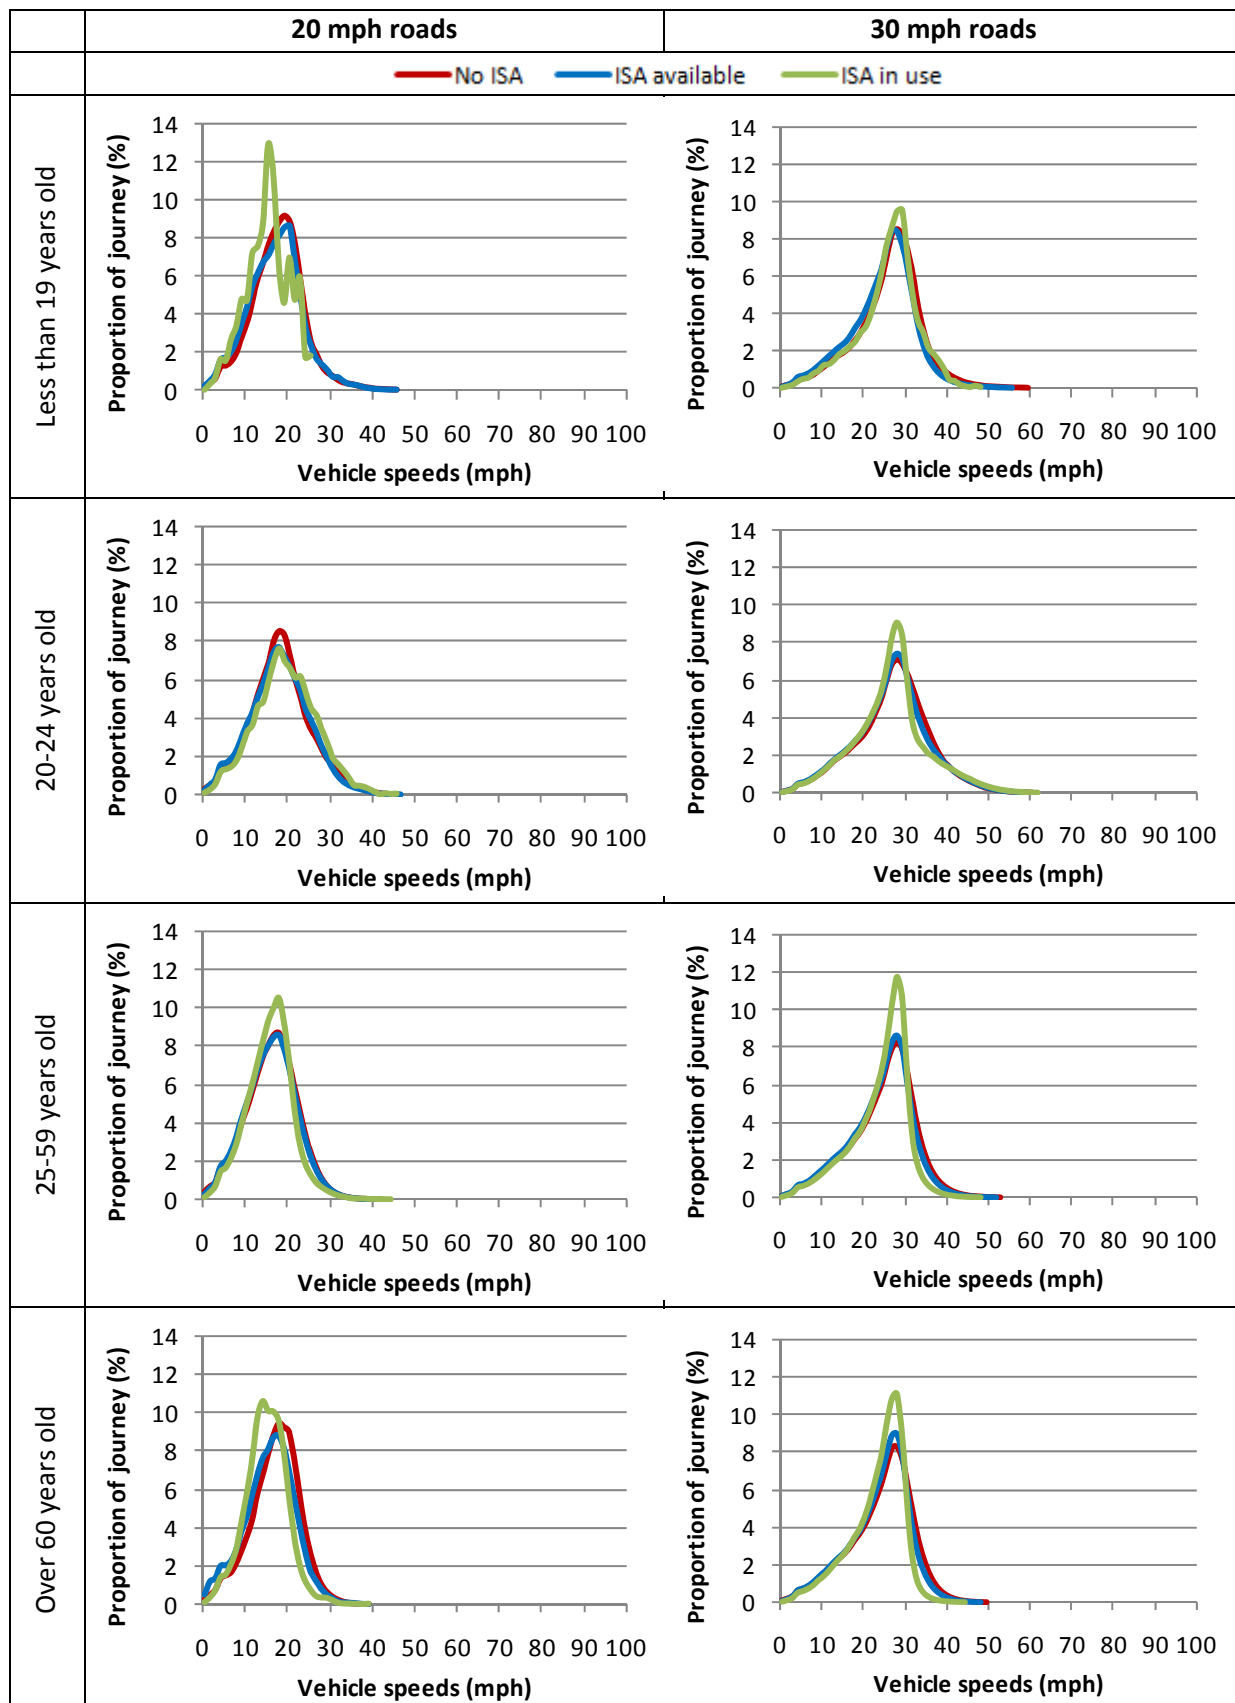 20 mph roads 30 mph roads
No ISA ISA available ISA in use
Less than 19 years old
Proportion of journey (%)
14
12
10
8
6
4
2
0
0 10 20 30 40 50 60 70 80 90 100
Vehicle speeds (mph)
Proportion of journey (%)
14
12
10
8
6
4
2
0
0 10 20 30 40 50 60 70 80 90 100
Vehicle speeds (mph)
20-24 years old
Proportion of journey (%)
14
12
10
8
6
4
2
0
0 10 20 30 40 50 60 70 80 90 100
Vehicle speeds (mph)
Proportion of journey (%)
14
12
10
8
6
4
2
0
0 10 20 30 40 50 60 70 80 90 100
Vehicle speeds (mph)
25-59 years old
Proportion of journey (%)
14
12
10
8
6
4
2
0
0 10 20 30 40 50 60 70 80 90 100
Vehicle speeds (mph)
Proportion of journey (%)
14
12
10
8
6
4
2
0
0 10 20 30 40 50 60 70 80 90 100
Vehicle speeds (mph)
Over 60 years old
Proportion of journey (%)
14
12
10
8
6
4
2
0
0 10 20 30 40 50 60 70 80 90 100
Vehicle speeds (mph)
Proportion of journey (%)
14
12
10
8
6
4
2
0
0 10 20 30 40 50 60 70 80 90 100
Vehicle speeds (mph)